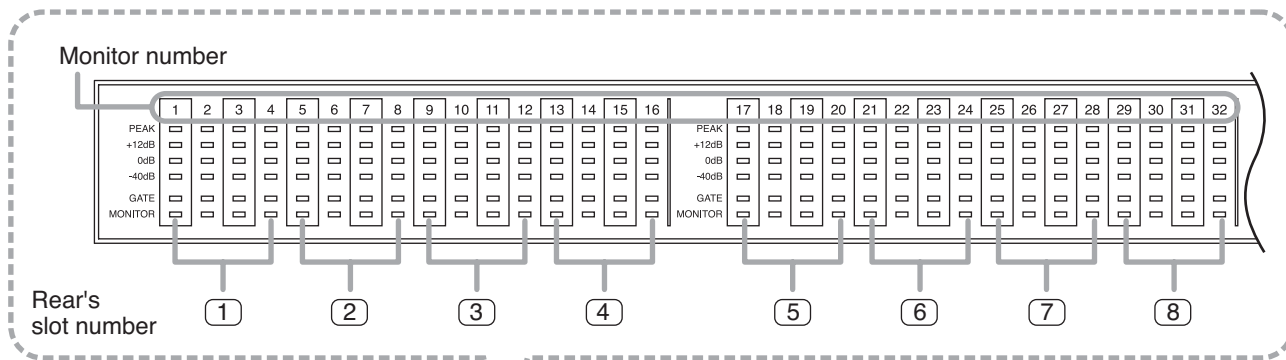 Monitor number
1 2 3 4 5 6 7 8 9 10 11 12 13 14 15 16 17 18 19 20 21 22 23 24 25 26 27 28 29 30 31 32
PEAK PEAK
+12dB +12dB
0dB 0dB
-40dB -40dB
GATE GATE
MONITOR MONITOR
Rear's
slot number
1 2 3 4 5 6 7 8